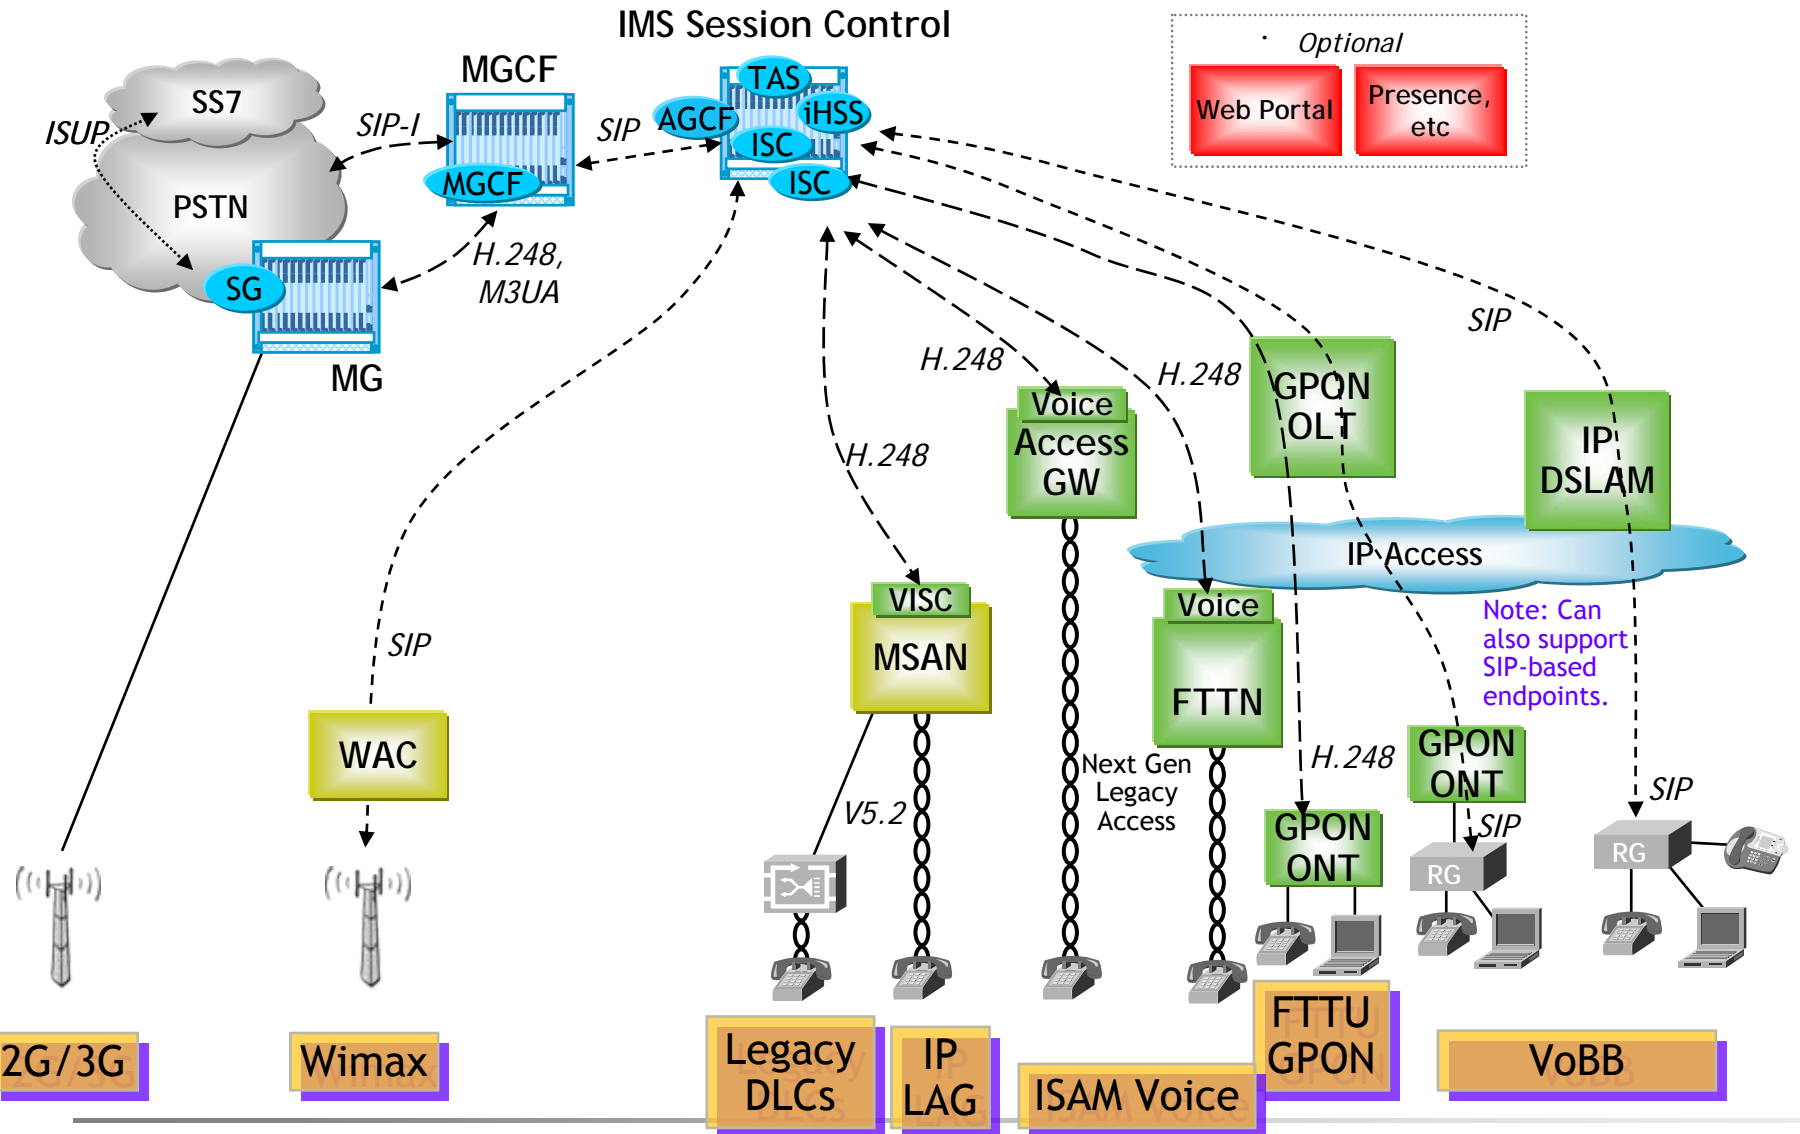 IMS Session Control
· Optional
Web Portal
Presence,
etc
MGCF
SS7
ISUP
SIP-I
SIP
TAS
AGCF
iHSS
ISC
ISC
MGCF
PSTN
SG
H.248,
M3UA
MG
SIP
H.248
H.248
GPON
OLT
Voice
Access
GW
IP
DSLAM
H.248
IP Access
VISC
MSAN
Voice
FTTN
Note: Can
also support
SIP-based
endpoints.
SIP
WAC
Next Gen
Legacy
Access
H.248
GPON
ONT
SIP
V5.2
GPON
ONT
SIP
RG
RG
2G/3G
Wimax
Legacy
DLCs
IP
LAG
ISAM Voice
FTTU
GPON
VoBB